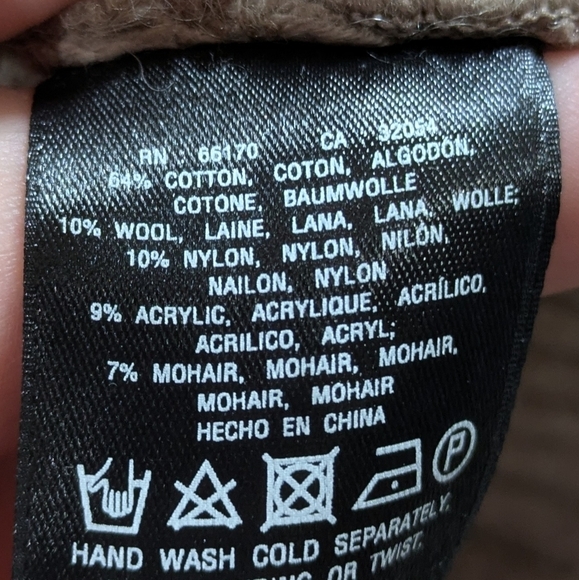 RN 66170 CA 32054
64% COTTON, COTON, ALGODÓN,
COTONE, BAUMWOLLE
10% WOOL, LAINE, LANA, LANA, WOLLE;
10% NYLON, NYLON, NILÓN,
NAILON, NYLON
9% ACRYLIC, ACRYLIQUE, ACRÍLICO,
ACRILICO, ACRYL;
7% MOHAIR, MOHAIR, MOHAIR,
MOHAIR, MOHAIR
HECHO EN CHINA
P
HAND WASH COLD SEPARATELY.
OR TWIST.